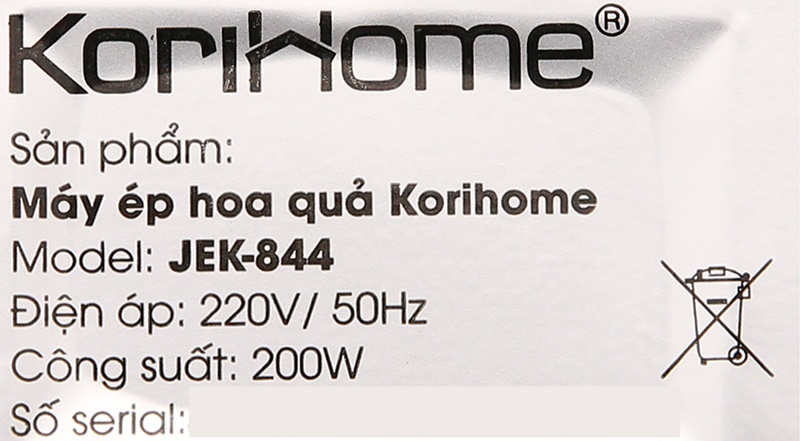 KoriHome®
Sản phẩm:
Máy ép hoa quả Korihome
Model: JEK-844
Điện áp: 220V/ 50Hz
Công suất: 200W
Số serial: